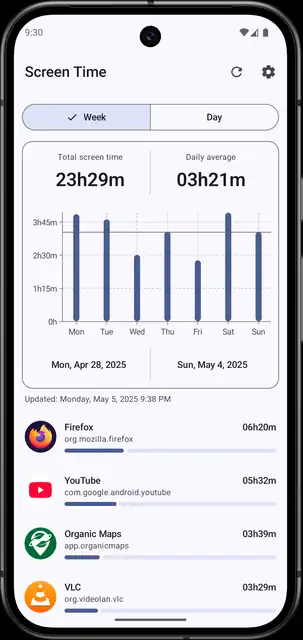 9:30
Screen Time
Week
Day
Total screen time
Daily average
23h29m
03h21m
3h45m
2h30m
1h15m
0h
Mon Tue Wed Thu Fri Sat Sun
Mon, Apr 28, 2025
Sun, May 4, 2025
Updated: Monday, May 5, 2025 9:38 PM
Firefox 06h20m
org.mozilla.firefox
YouTube 05h32m
com.google.android.youtube
Organic Maps 03h39m
app.organicmaps
VLC 03h29m
org.videolan.vlc